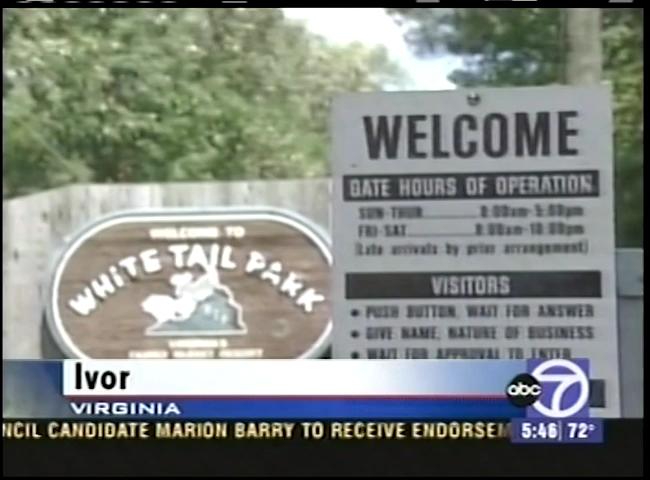 WELCOME
GATE HOURS OF OPERATION
SUN-THUR 8:00am-5:00pm
FRI-SAT 8:00am-10:00pm
(Late arrivals by prior arrangement)
VISITORS
• PUSH BUTTON, WAIT FOR ANSWER
• GIVE NAME, NATURE OF BUSINESS
• WAIT FOR APPROVAL TO ENTER
WELCOME TO
WHITE TAIL PARK
VIRGINIA'S
Ivor
VIRGINIA
abc 7
NCIL CANDIDATE MARION BARRY TO RECEIVE ENDORSEM
5:46 72°